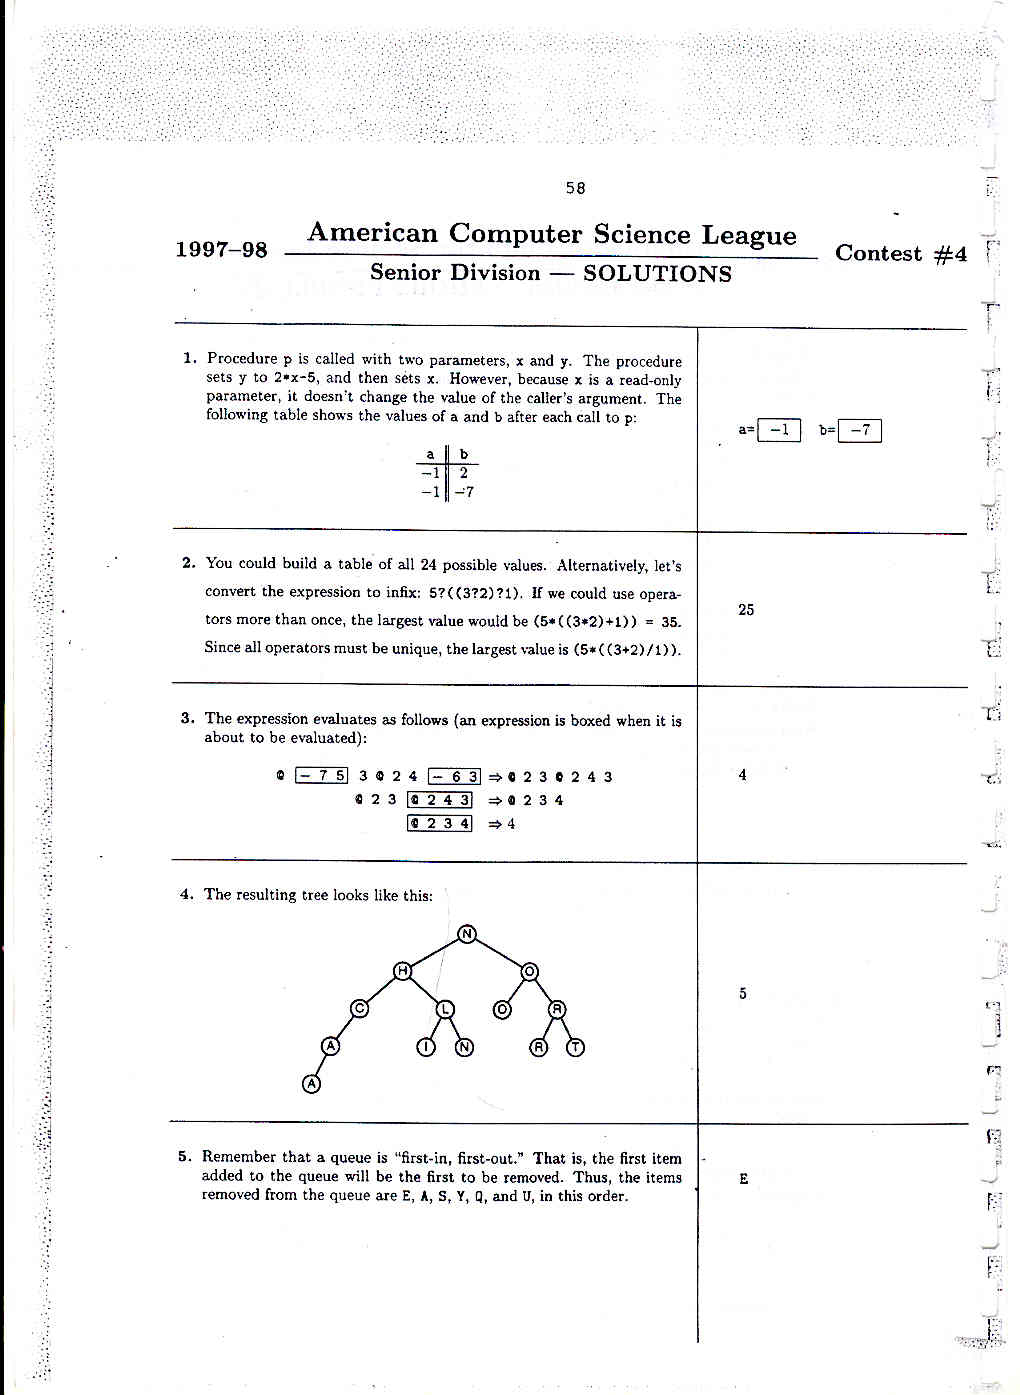 58
1997–98
American Computer Science League
Contest #4
Senior Division — SOLUTIONS
1. Procedure p is called with two parameters, x and y. The procedure
sets y to 2*x-5, and then sets x. However, because x is a read-only
parameter, it doesn't change the value of the caller's argument. The
following table shows the values of a and b after each call to p:
a b
−1 2
−1 −7
a= −1 b= −7
2. You could build a table of all 24 possible values. Alternatively, let's
convert the expression to infix: 5?((3?2)?1). If we could use opera-
tors more than once, the largest value would be (5*((3*2)+1)) = 35.
Since all operators must be unique, the largest value is (5*((3+2)/1)).
25
3. The expression evaluates as follows (an expression is boxed when it is
about to be evaluated):
@ − 7 5 3 @ 2 4 − 6 3 ⇒ @ 2 3 @ 2 4 3
@ 2 3 @ 2 4 3 ⇒ @ 2 3 4
@ 2 3 4 ⇒ 4
4
4. The resulting tree looks like this:
N
H O
C L O R
A I N R T
A
5
5. Remember that a queue is "first-in, first-out." That is, the first item
added to the queue will be the first to be removed. Thus, the items
removed from the queue are E, A, S, Y, Q, and U, in this order.
E